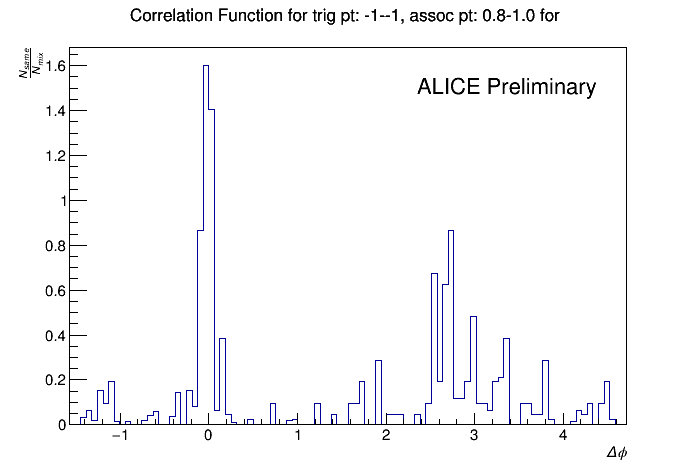 Correlation Function for trig pt: -1--1, assoc pt: 0.8-1.0 for
N_same
N_mix
ALICE Preliminary
1.6
1.4
1.2
1
0.8
0.6
0.4
0.2
0
−1 0 1 2 3 4
Δϕ